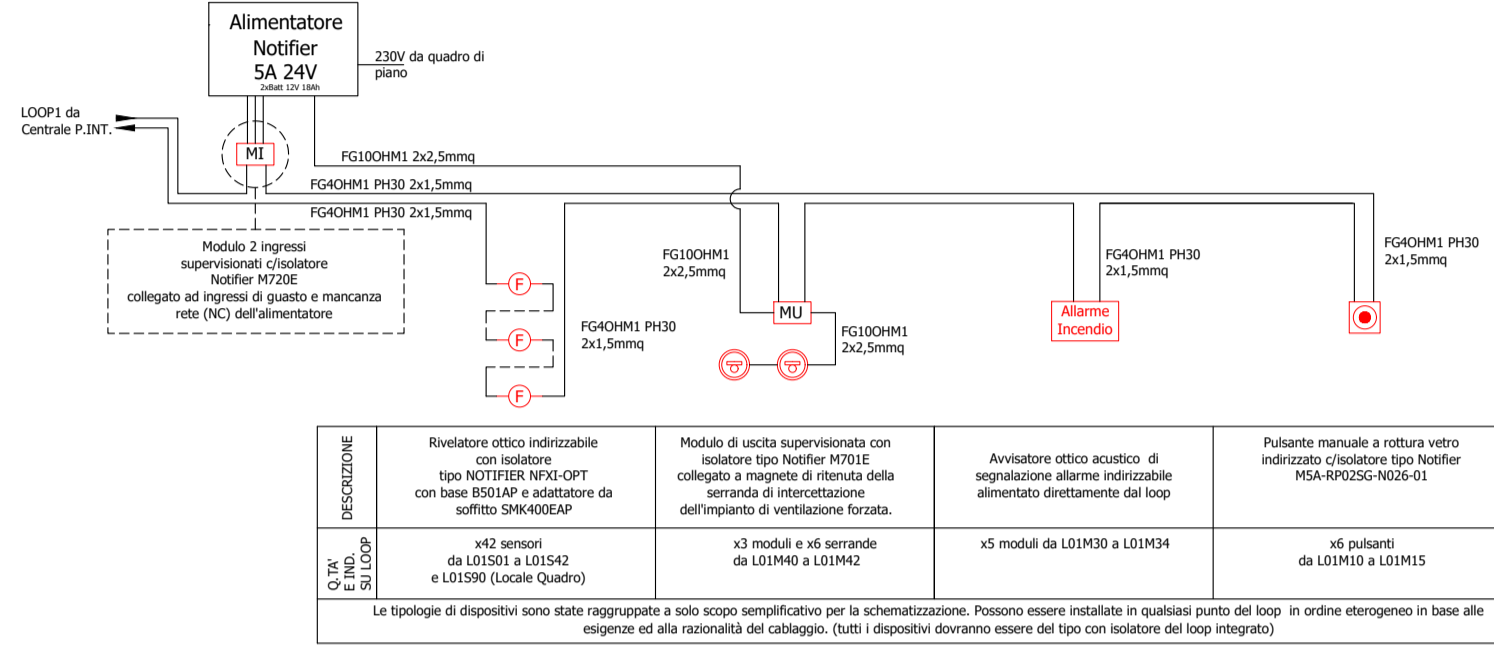 Alimentatore
Notifier
5A 24V
2xBatt 12V 18Ah
230V da quadro di
piano
LOOP1 da
Centrale P.INT.
MI
FG10OHM1 2x2,5mmq
FG4OHM1 PH30 2x1,5mmq
FG4OHM1 PH30 2x1,5mmq
Modulo 2 ingressi
supervisionati c/isolatore
Notifier M720E
collegato ad ingressi di guasto e mancanza
rete (NC) dell'alimentatore
F
F
F
FG4OHM1 PH30
2x1,5mmq
FG10OHM1
2x2,5mmq
MU
FG10OHM1
2x2,5mmq
Allarme
Incendio
FG4OHM1 PH30
2x1,5mmq
FG4OHM1 PH30
2x1,5mmq
DESCRIZIONE
Rivelatore ottico indirizzabile
con isolatore
tipo NOTIFIER NFXI-OPT
con base B501AP e adattatore da
soffitto SMK400EAP
Modulo di uscita supervisionata con
isolatore tipo Notifier M701E
collegato a magnete di ritenuta della
serranda di intercettazione
dell'impianto di ventilazione forzata.
Avvisatore ottico acustico di
segnalazione allarme indirizzabile
alimentato direttamente dal loop
Pulsante manuale a rottura vetro
indirizzato c/isolatore tipo Notifier
M5A-RP02SG-N026-01
Q.TA'
E IND.
SU LOOP
x42 sensori
da L01S01 a L01S42
e L01S90 (Locale Quadro)
x3 moduli e x6 serrande
da L01M40 a L01M42
x5 moduli da L01M30 a L01M34
x6 pulsanti
da L01M10 a L01M15
Le tipologie di dispositivi sono state raggruppate a solo scopo semplificativo per la schematizzazione. Possono essere installate in qualsiasi punto del loop in ordine eterogeneo in base alle
esigenze ed alla razionalità del cablaggio. (tutti i dispositivi dovranno essere del tipo con isolatore del loop integrato)